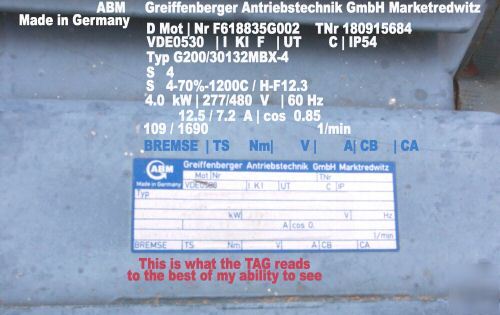 ABM Greiffenberger Antriebstechnik GmbH Marketredwitz
Made in Germany D Mot | Nr F618835G002 TNr 180915684
VDE0530 | I KI F | UT C | IP54
Typ G200/30132MBX-4
S 4
S 4-70%-1200C / H-F12.3
4.0 kW | 277/480 V | 60 Hz
12.5 / 7.2 A | cos 0.85
109 / 1690 1/min
BREMSE | TS Nm| V | A| CB | CA
ABM Greiffenberger Antriebstechnik GmbH Marktredwitz
Mot Nr TNr
Made in Germany VDE0530 I KI UT C IP
Typ
kW V Hz
A cos 0.
1/min
BREMSE TS Nm V A CB CA
This is what the TAG reads
to the best of my ability to see